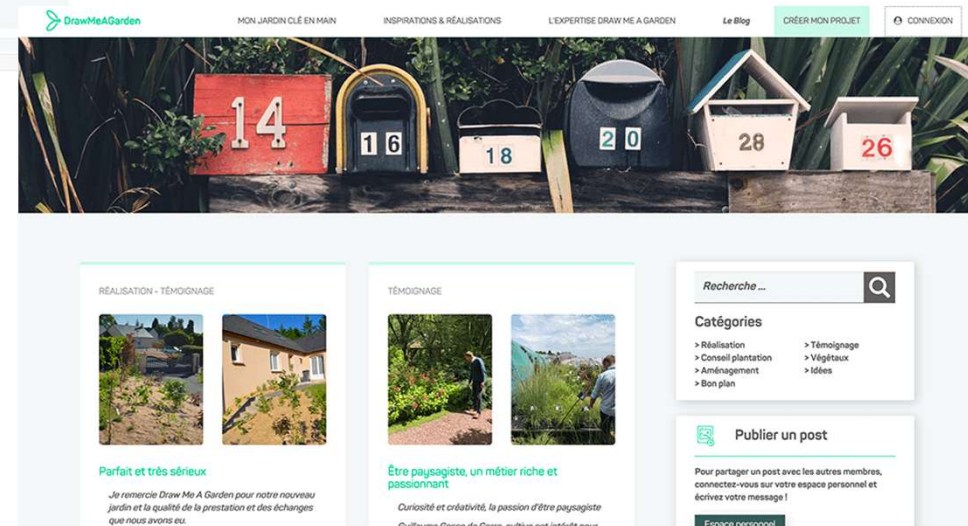 DrawMeAGarden
MON JARDIN CLÉ EN MAIN
INSPIRATIONS & RÉALISATIONS
L'EXPERTISE DRAW ME A GARDEN
Le Blog
CRÉER MON PROJET
CONNEXION
14
16
18
20
28
26
RÉALISATION - TÉMOIGNAGE
Parfait et très sérieux
Je remercie Draw Me A Garden pour notre nouveau
jardin et la qualité de la prestation et des échanges
que nous avons eu.
TÉMOIGNAGE
Être paysagiste, un métier riche et
passionnant
Curiosité et créativité, la passion d'être paysagiste
Recherche ...
Catégories
> Réalisation
> Conseil plantation
> Aménagement
> Bon plan
> Témoignage
> Végétaux
> Idées
Publier un post
Pour partager un post avec les autres membres,
connectez-vous sur votre espace personnel et
écrivez votre message !
Espace personnel